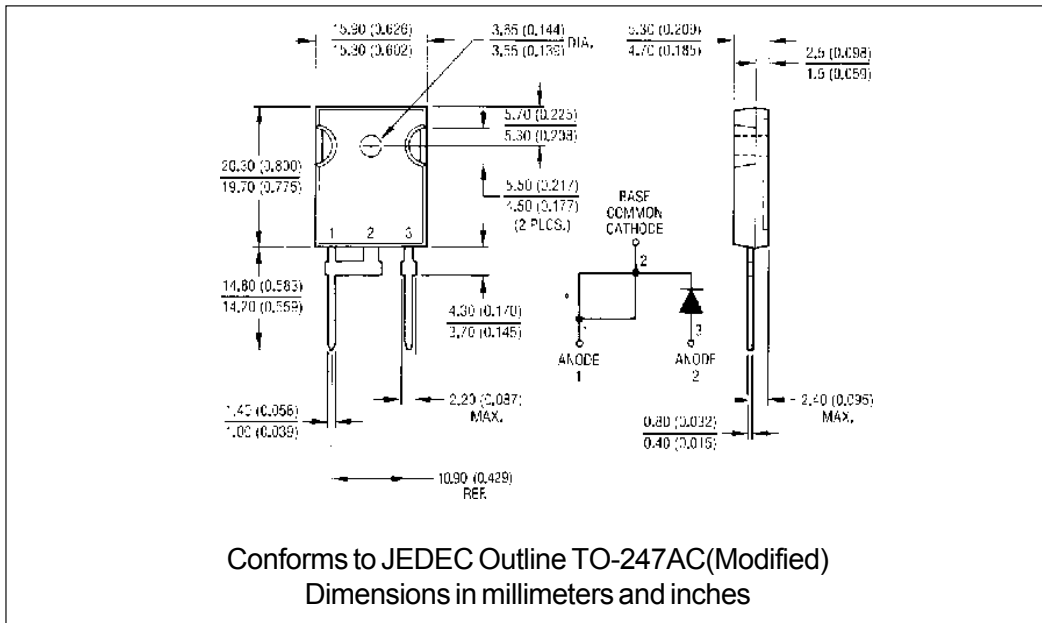 15.90 (0.626)
15.30 (0.602)
3.65 (0.144)
3.55 (0.139)
DIA.
5.30 (0.209)
4.70 (0.185)
2.5 (0.098)
1.5 (0.059)
5.70 (0.225)
5.30 (0.208)
20.30 (0.800)
19.70 (0.775)
5.50 (0.217)
4.50 (0.177)
(2 PLCS.)
BASE
COMMON
CATHODE
1 2 3
2
14.80 (0.583)
14.20 (0.559)
4.30 (0.170)
3.70 (0.145)
1
3
ANODE
1
ANODE
2
1.40 (0.056)
1.00 (0.039)
2.20 (0.087)
MAX.
2.40 (0.095)
MAX.
0.80 (0.032)
0.40 (0.015)
10.90 (0.429)
REF.
Conforms to JEDEC Outline TO-247AC(Modified)
Dimensions in millimeters and inches